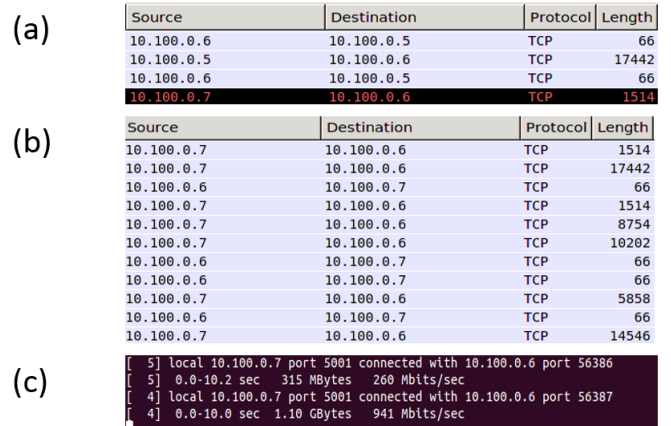 (a)
Source Destination Protocol Length
10.100.0.6 10.100.0.5 TCP 66
10.100.0.5 10.100.0.6 TCP 17442
10.100.0.6 10.100.0.5 TCP 66
10.100.0.7 10.100.0.6 TCP 1514
(b)
Source Destination Protocol Length
10.100.0.7 10.100.0.6 TCP 1514
10.100.0.7 10.100.0.6 TCP 17442
10.100.0.6 10.100.0.7 TCP 66
10.100.0.7 10.100.0.6 TCP 1514
10.100.0.7 10.100.0.6 TCP 8754
10.100.0.7 10.100.0.6 TCP 10202
10.100.0.6 10.100.0.7 TCP 66
10.100.0.6 10.100.0.7 TCP 66
10.100.0.7 10.100.0.6 TCP 5858
10.100.0.6 10.100.0.7 TCP 66
10.100.0.7 10.100.0.6 TCP 14546
(c)
[ 5] local 10.100.0.7 port 5001 connected with 10.100.0.6 port 56386
[ 5] 0.0-10.2 sec 315 MBytes 260 Mbits/sec
[ 4] local 10.100.0.7 port 5001 connected with 10.100.0.6 port 56387
[ 4] 0.0-10.0 sec 1.10 GBytes 941 Mbits/sec